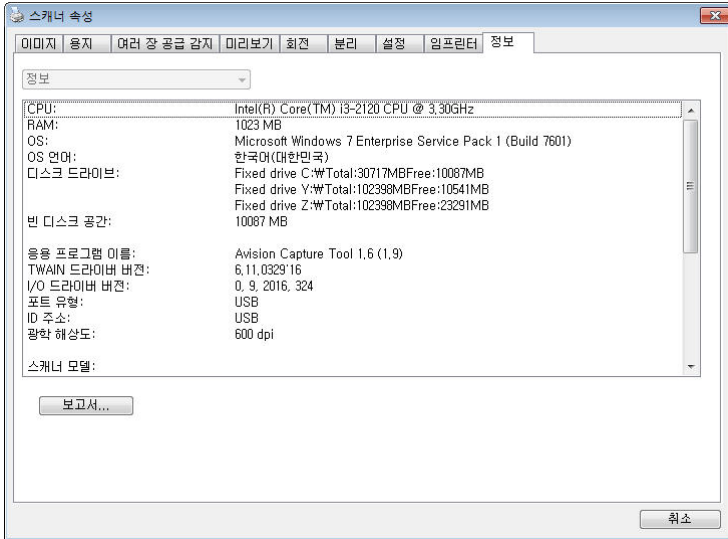 스캐너 속성
이미지 용지 여러 장 공급 감지 미리보기 회전 분리 설정 임프린터 정보
정보
CPU: Intel(R) Core(TM) i3-2120 CPU @ 3,30GHz
RAM: 1023 MB
OS: Microsoft Windows 7 Enterprise Service Pack 1 (Build 7601)
OS 언어: 한국어(대한민국)
디스크 드라이브: Fixed drive C:₩Total:30717MBFree:10087MB
Fixed drive Y:₩Total:102398MBFree:10541MB
Fixed drive Z:₩Total:102398MBFree:23291MB
빈 디스크 공간: 10087 MB
응용 프로그램 이름: Avision Capture Tool 1,6 (1,9)
TWAIN 드라이버 버전: 6,11,0329'16
I/O 드라이버 버전: 0, 9, 2016, 324
포트 유형: USB
ID 주소: USB
광학 해상도: 600 dpi
스캐너 모델:
보고서...
취소